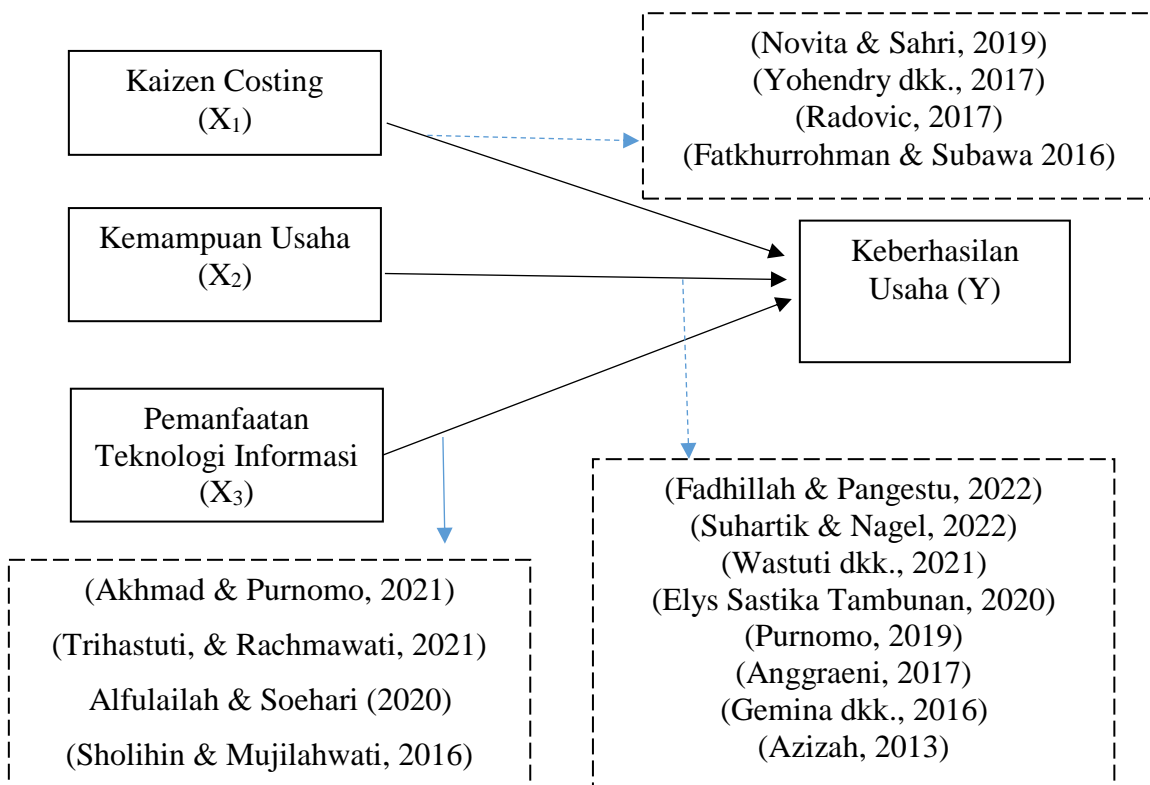 Kaizen Costing
(X₁)
(Novita & Sahri, 2019)
(Yohendry dkk., 2017)
(Radovic, 2017)
(Fatkhurrohman & Subawa 2016)
Kemampuan Usaha
(X₂)
Keberhasilan
Usaha (Y)
Pemanfaatan
Teknologi Informasi
(X₃)
(Akhmad & Purnomo, 2021)
(Trihastuti, & Rachmawati, 2021)
Alfulailah & Soehari (2020)
(Sholihin & Mujilahwati, 2016)
(Fadhillah & Pangestu, 2022)
(Suhartik & Nagel, 2022)
(Wastuti dkk., 2021)
(Elys Sastika Tambunan, 2020)
(Purnomo, 2019)
(Anggraeni, 2017)
(Gemina dkk., 2016)
(Azizah, 2013)